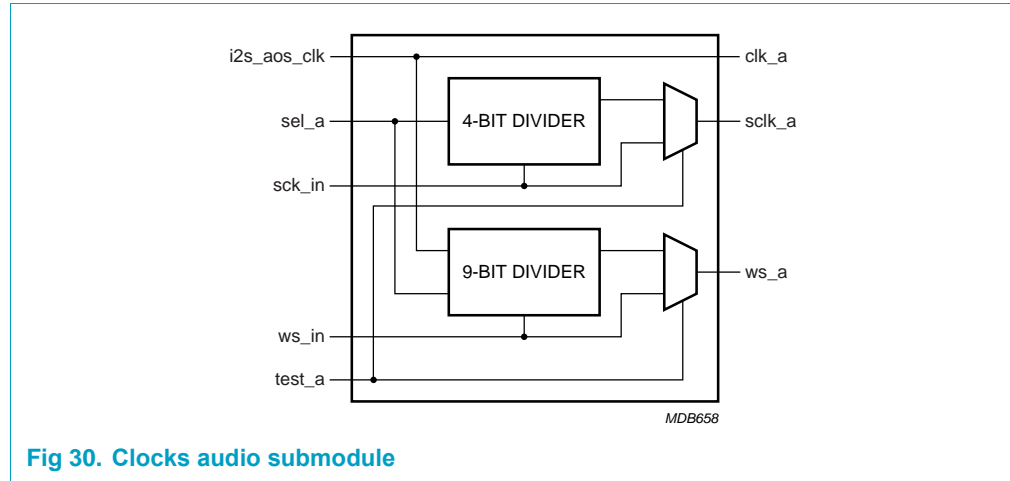 i2s_aos_clk
clk_a
sel_a
4-BIT DIVIDER
sclk_a
sck_in
9-BIT DIVIDER
ws_a
ws_in
test_a
MDB658
Fig 30. Clocks audio submodule